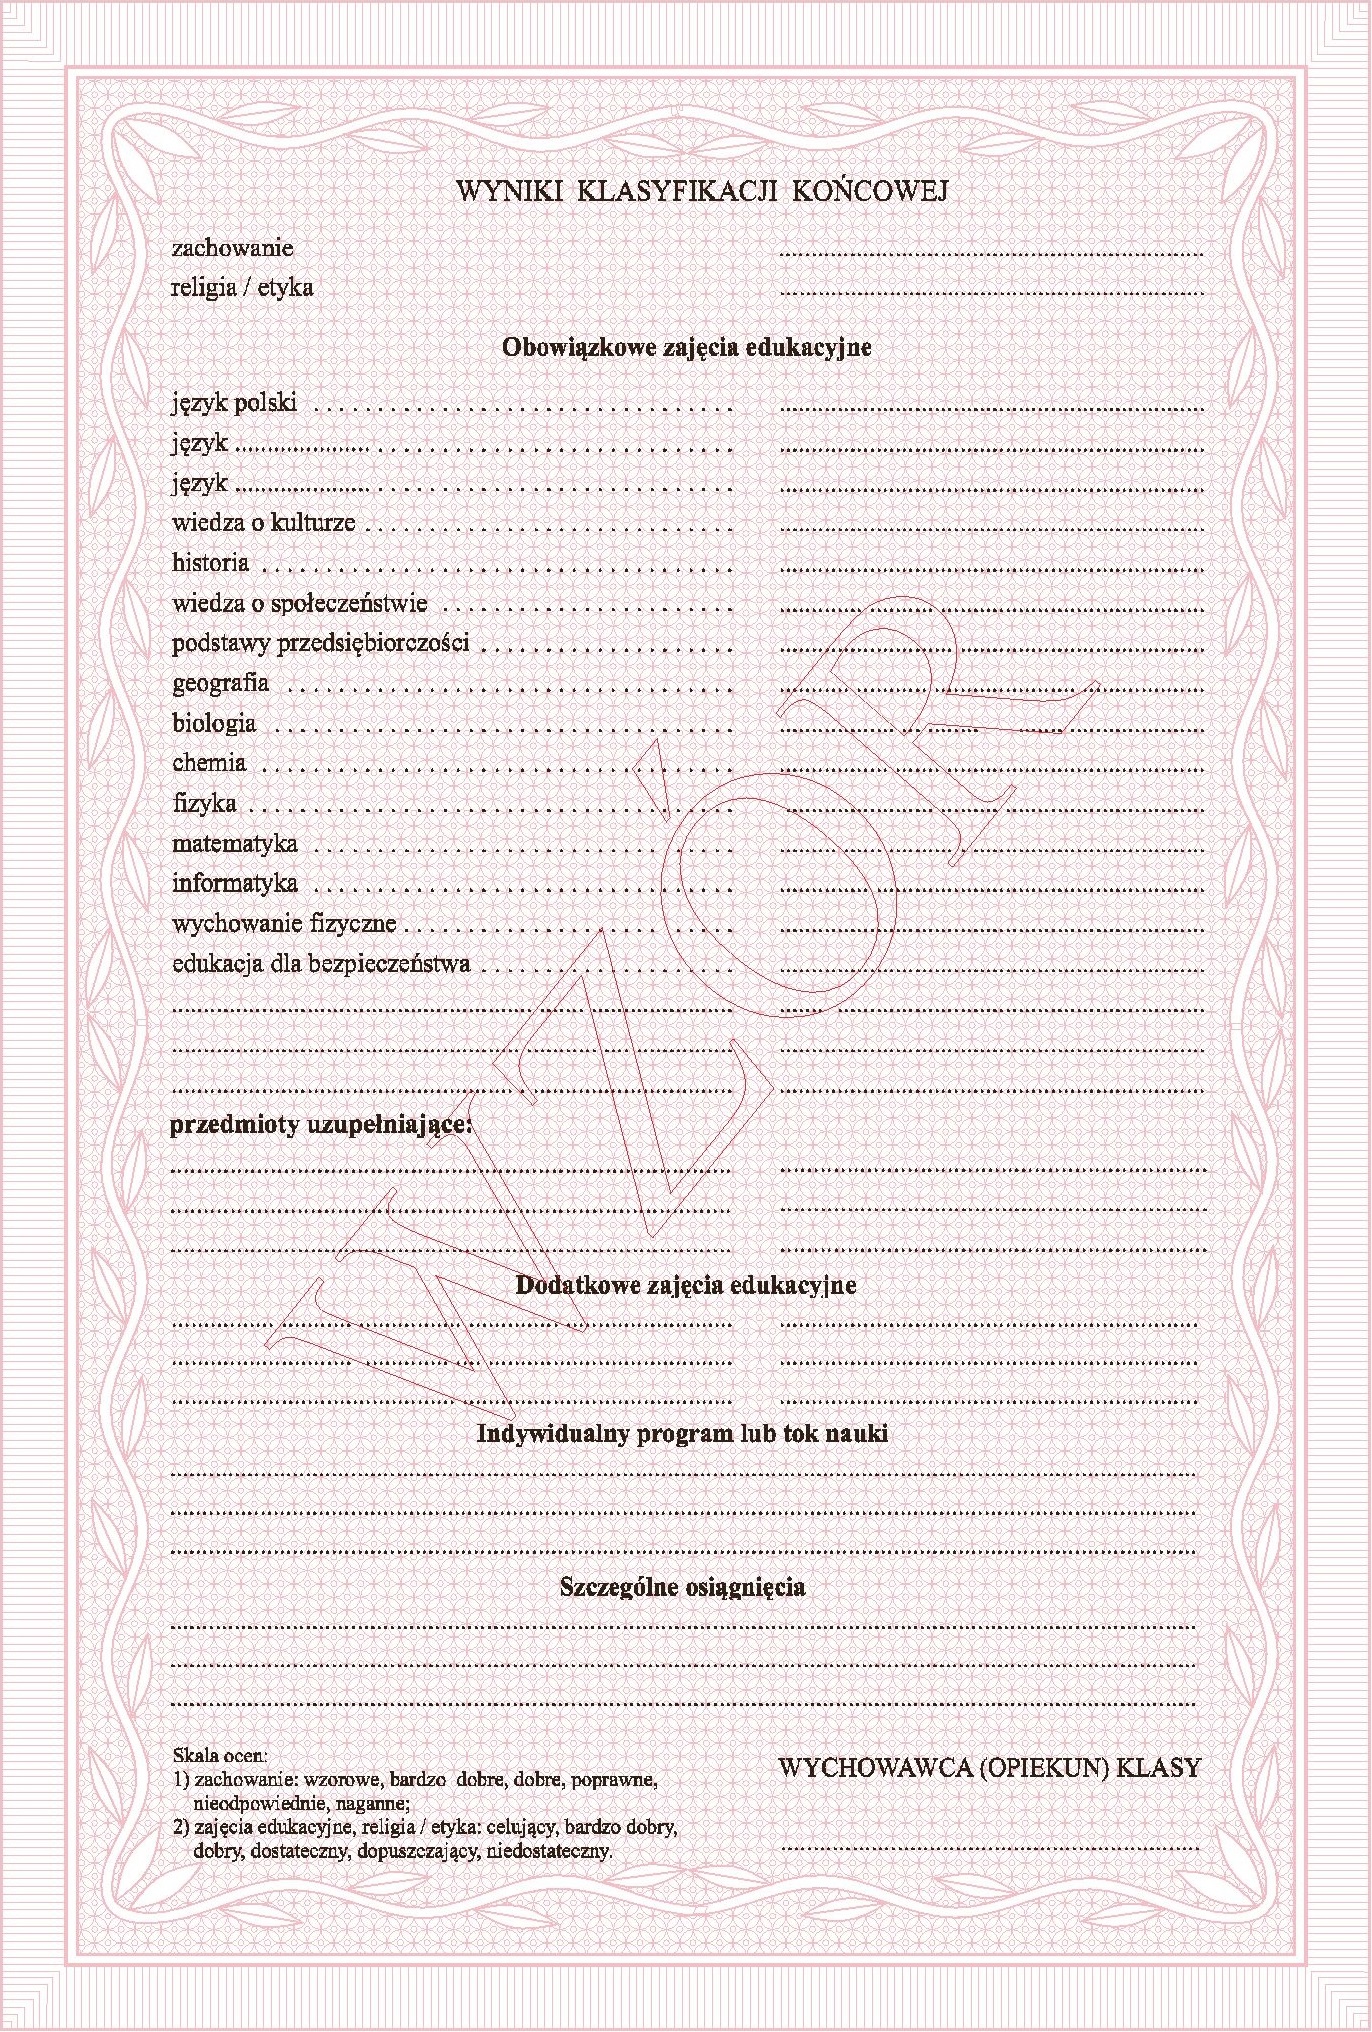 WYNIKI KLASYFIKACJI KOŃCOWEJ
zachowanie ........................
religia / etyka ........................
Obowiązkowe zajęcia edukacyjne
język polski ........................
język ........................
język ........................
wiedza o kulturze ........................
historia ........................
wiedza o społeczeństwie ........................
podstawy przedsiębiorczości ........................
geografia ........................
biologia ........................
chemia ........................
fizyka ........................
matematyka ........................
informatyka ........................
wychowanie fizyczne ........................
edukacja dla bezpieczeństwa ........................
przedmioty uzupełniające:
Dodatkowe zajęcia edukacyjne
Indywidualny program lub tok nauki
Szczególne osiągnięcia
Skala ocen:
1) zachowanie: wzorowe, bardzo dobre, dobre, poprawne,
nieodpowiednie, naganne;
2) zajęcia edukacyjne, religia / etyka: celujący, bardzo dobry,
dobry, dostateczny, dopuszczający, niedostateczny.
WYCHOWAWCA (OPIEKUN) KLASY
WZÓR